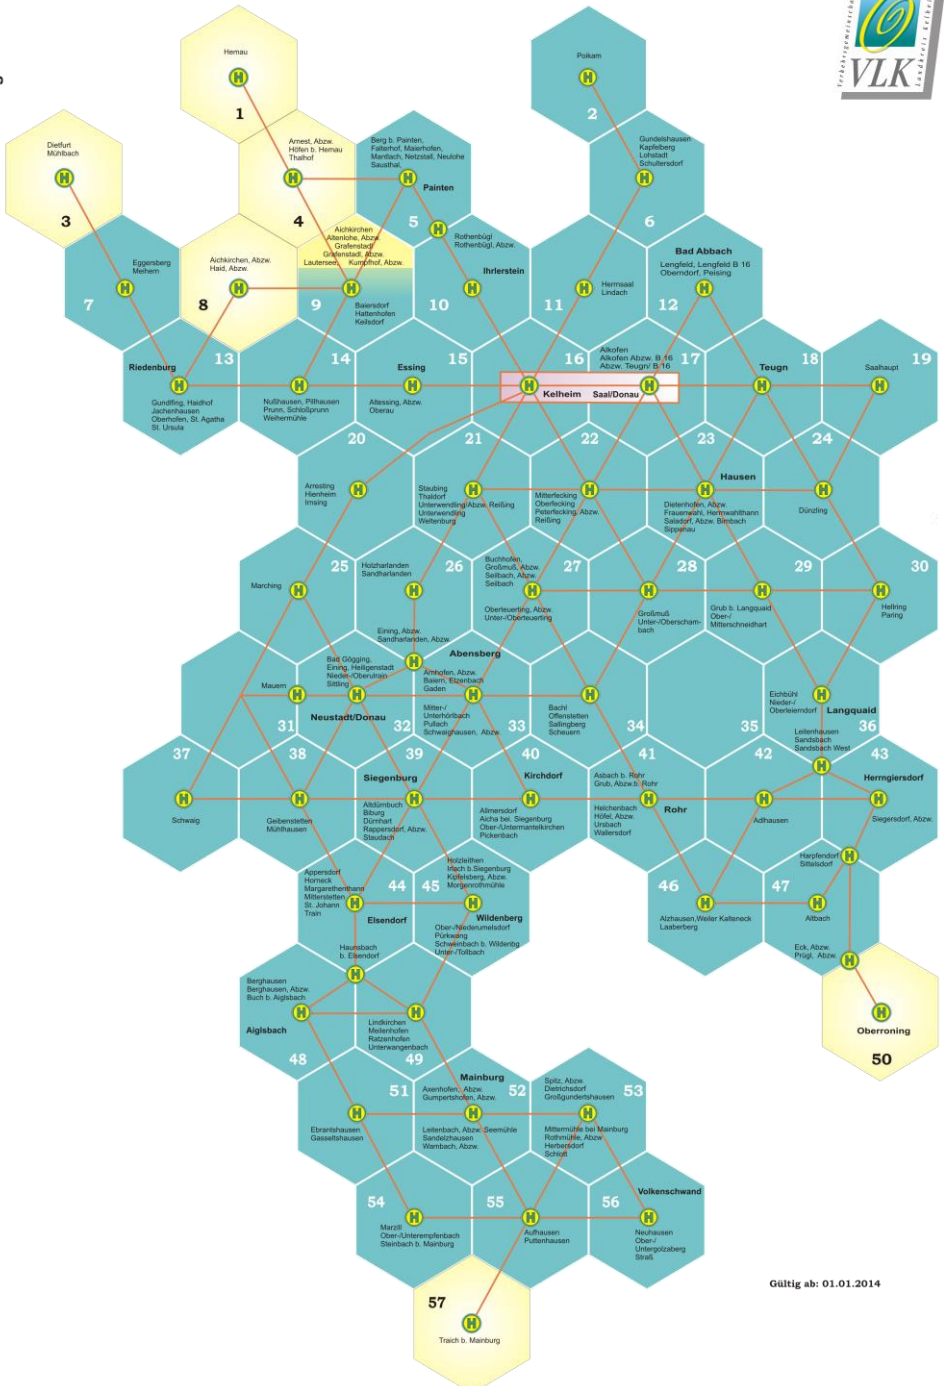 Verkehrsgemeinschaft
Landkreis Kelheim
VLK
Hemau
1
Poikam
2
Dietfurt
Mühlbach
3
Arnest, Abzw.
Höfen b. Hemau
Thalhof
4
Berg b. Painten,
Falterhof, Maierhofen,
Mantlach, Netzstall, Neulohe
Sausthal,
Painten
5
Gundelshausen
Kapfelberg
Lohstadt
Schultersdorf
6
Eggersberg
Meihern
7
Aichkirchen, Abzw.
Haid, Abzw.
8
Aichkirchen
Aitenlohe, Abzw.
Grafenstadl
Grafenstadl, Abzw.
Lautersee, Kumpfhof, Abzw.
9
Baiersdorf
Hattenhofen
Keilsdorf
Rothenbügl
Rothenbügl, Abzw.
Ihrlerstein
10
11
Herrnsaal
Lindach
Bad Abbach
Lengfeld, Lengfeld B 16
Oberndorf, Peising
12
Riedenburg
13
Gundlfing, Haidhof
Jachenhausen
Oberhofen, St. Agatha
St. Ursula
14
Nußhausen, Pillhausen
Prunn, Schloßprunn
Weihermühle
Essing
15
Altessing, Abzw.
Oberau
16
Kelheim
Alkofen
Alkofen Abzw. B 16
Abzw. Teugn/ B 16
17
Saal/Donau
Teugn
18
19
Saalhaupt
20
Arresting
Hienheim
Irnsing
21
Staubing
Thaldorf
Unterwendling/Abzw. Reißing
Unterwendling
Weltenburg
22
Mitterfecking
Oberfecking
Peterfecking, Abzw.
Reißing
23
Hausen
Dietenhofen, Abzw.
Frauenwahl, Herrnwahlthann
Saladorf, Abzw. Birnbach
Sippenau
24
Dünzling
25
Marching
Holzharlanden
Sandharlanden
26
Eining, Abzw.
Sandharlanden, Abzw.
Buchhofen,
Großmuß, Abzw.
Seilbach, Abzw.
Seilbach
27
Oberteuerting, Abzw.
Unter-/Oberteuerting
28
Großmuß
Unter-/Oberscham-
bach
29
Grub b. Langquaid
Ober-/
Mitterschneidhart
30
Hellring
Paring
Mauern
31
Bad Gögging,
Eining, Heiligenstadt
Nieder-/Oberulrain
Sittling
Neustadt/Donau
32
Abensberg
Arnhofen, Abzw.
Baiern, Etzenbach
Gaden
Mitter-/
Unterhörlbach
Pullach
Schwaighausen, Abzw.
33
Bachl
Offenstetten
Sallingberg
Scheuern
34
35
Eichbühl
Nieder-/
Oberleierndorf
Langquaid
36
Leitenhausen
Sandsbach
Sandsbach West
37
Schwaig
38
Geibenstetten
Mühlhausen
39
Siegenburg
Altdürnbuch
Biburg
Dürnhart
Rappersdorf, Abzw.
Staudach
40
Kirchdorf
Allmersdorf
Aicha bei. Siegenburg
Ober-/Untermantelkirchen
Pickenbach
41
Asbach b. Rohr
Grub, Abzw.b. Rohr
Rohr
Helchenbach
Höfel, Abzw.
Ursbach
Wallersdorf
42
Adlhausen
43
Herrngiersdorf
Siegersdorf, Abzw.
Appersdorf
Horneck
Margarethenthann
Mitterstetten
St. Johann
Train
44
Elsendorf
Haunsbach
b. Elsendorf
45
Holzleithen
Irlach b.Siegenburg
Kipfelsberg, Abzw.
Morgenrothmühle
Wildenberg
Ober-/Niederumelsdorf
Pürkwang
Schweinbach b. Wildenbg
Unter-/Tollbach
46
Alzhausen,Weiler Kalteneck
Laaberberg
Harpfendorf
Sittelsdorf
47
Altbach
Eck, Abzw.
Prügl, Abzw.
Berghausen
Berghausen, Abzw.
Buch b. Aiglsbach
Aiglsbach
48
Lindkirchen
Meilenhofen
Ratzenhofen
Unterwangenbach
49
Oberroning
50
51
Ebrantshausen
Gasseltshausen
Mainburg
52
Axenhofen, Abzw.
Gumpertshofen, Abzw.
Leitenbach, Abzw. Seemühle
Sandelzhausen
Wambach, Abzw.
Spitz, Abzw.
Dietrichsdorf
Großgundertshausen
53
Mittermühle bei Mainburg
Rothmühle, Abzw
Herbersdorf
Schlott
54
Marzill
Ober-/Unterempfenbach
Steinbach b. Mainburg
55
Aufhausen
Puttenhausen
Volkenschwand
56
Neuhausen
Ober-/
Untergolzaberg
Straß
57
Traich b. Mainburg
Gültig ab: 01.01.2014